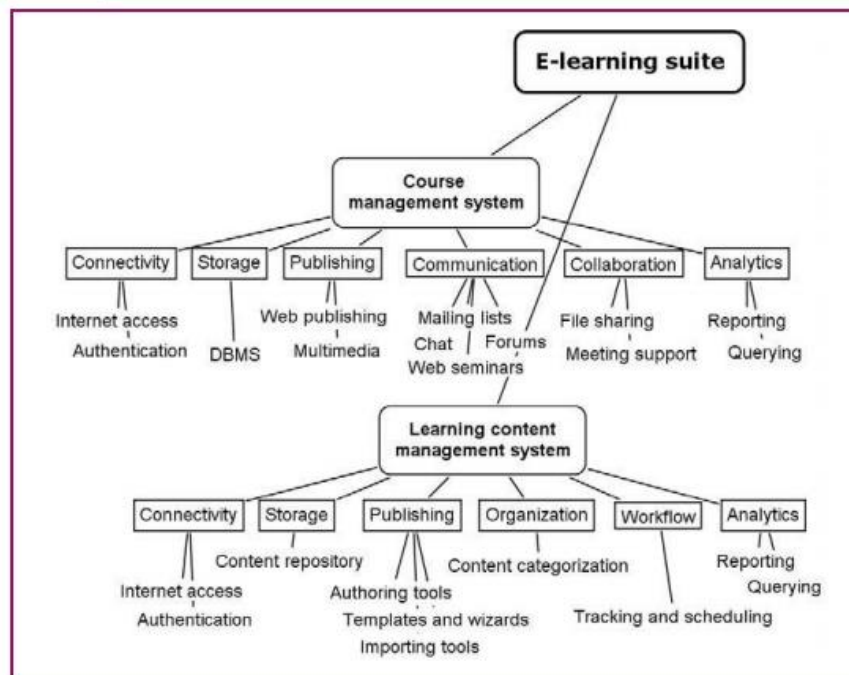 E-learning suite
Course
management system
Connectivity Storage Publishing Communication Collaboration Analytics
Internet access Web publishing Mailing lists File sharing Reporting
Authentication DBMS Multimedia Chat Forums Meeting support Querying
Web seminars
Learning content
management system
Connectivity Storage Publishing Organization Workflow Analytics
Content repository Content categorization Reporting
Internet access Authoring tools Querying
Authentication Templates and wizards Tracking and scheduling
Importing tools